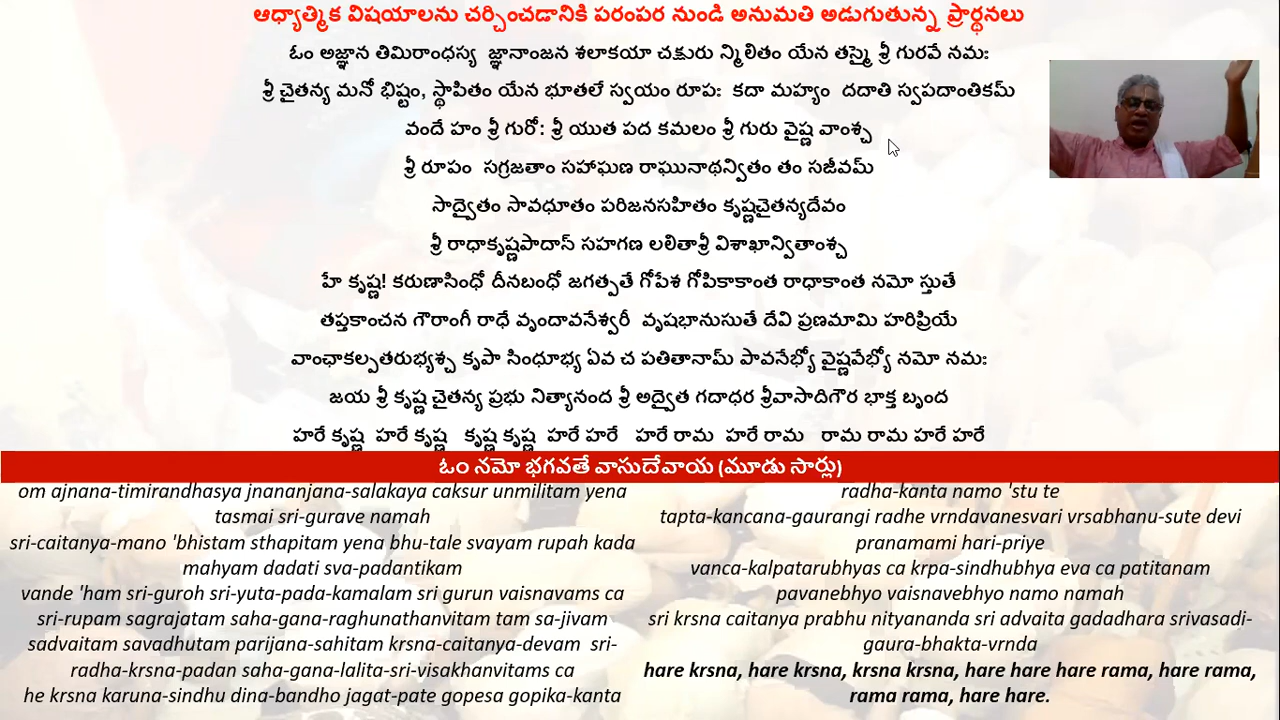 ఆధ్యాత్మిక విషయాలను చర్చించడానికి పరంపర నుండి అనుమతి అడుగుతున్న ప్రార్థనలు
ఓం అజ్ఞాన తిమిరాంధస్య జ్ఞానాంజన శలాకయా చక్షురు న్మిలితం యేన తస్మై శ్రీ గురవే నమః
శ్రీ చైతన్య మనో భిష్టం, స్థాపితం యేన భూతలే స్వయం రూపః కదా మహ్యం దదాతి స్వపదాంతికమ్
వందే హం శ్రీ గురో: శ్రీ యుత పద కమలం శ్రీ గురు వైష్ణ వాంశ్చ
శ్రీ రూపం సగ్రజతాం సహాఘణ రాఘునాథన్వితం తం సజీవమ్
సాద్వైతం సావధూతం పరిజనసహితం కృష్ణచైతన్యదేవం
శ్రీ రాధాకృష్ణపాదాస్ సహగణ లలితాశ్రీ విశాఖాన్వితాంశ్చ
హే కృష్ణ! కరుణాసింధో దీనబంధో జగత్పతే గోపేశ గోపికాకాంత రాధాకాంత నమో స్తుతే
తప్తకాంచన గౌరాంగీ రాధే వృందావనేశ్వరీ వృషభానుసుతే దేవి ప్రణమామి హరిప్రియే
వాంఛాకల్పతరుభ్యశ్చ కృపా సింధూభ్య ఏవ చ పతితానామ్ పావనేభ్యో వైష్ణవేభ్యో నమో నమః
జయ శ్రీ కృష్ణ చైతన్య ప్రభు నిత్యానంద శ్రీ అద్వైత గదాధర శ్రీవాసాదిగౌర భాక్త బృంద
హరే కృష్ణ హరే కృష్ణ కృష్ణ కృష్ణ హరే హరే హరే రామ హరే రామ రామ రామ హరే హరే
ఓం నమో భగవతే వాసుదేవాయ (మూడు సార్లు)
om ajnana-timirandhasya jnananjana-salakaya caksur unmilitam yena
tasmai sri-gurave namah
sri-caitanya-mano 'bhistam sthapitam yena bhu-tale svayam rupah kada
mahyam dadati sva-padantikam
vande 'ham sri-guroh sri-yuta-pada-kamalam sri gurun vaisnavams ca
sri-rupam sagrajatam saha-gana-raghunathanvitam tam sa-jivam
sadvaitam savadhutam parijana-sahitam krsna-caitanya-devam sri-
radha-krsna-padan saha-gana-lalita-sri-visakhanvitams ca
he krsna karuna-sindhu dina-bandho jagat-pate gopesa gopika-kanta
radha-kanta namo 'stu te
tapta-kancana-gaurangi radhe vrndavanesvari vrsabhanu-sute devi
pranamami hari-priye
vanca-kalpatarubhyas ca krpa-sindhubhya eva ca patitanam
pavanebhyo vaisnavebhyo namo namah
sri krsna caitanya prabhu nityananda sri advaita gadadhara srivasadi-
gaura-bhakta-vrnda
hare krsna, hare krsna, krsna krsna, hare hare hare rama, hare rama,
rama rama, hare hare.